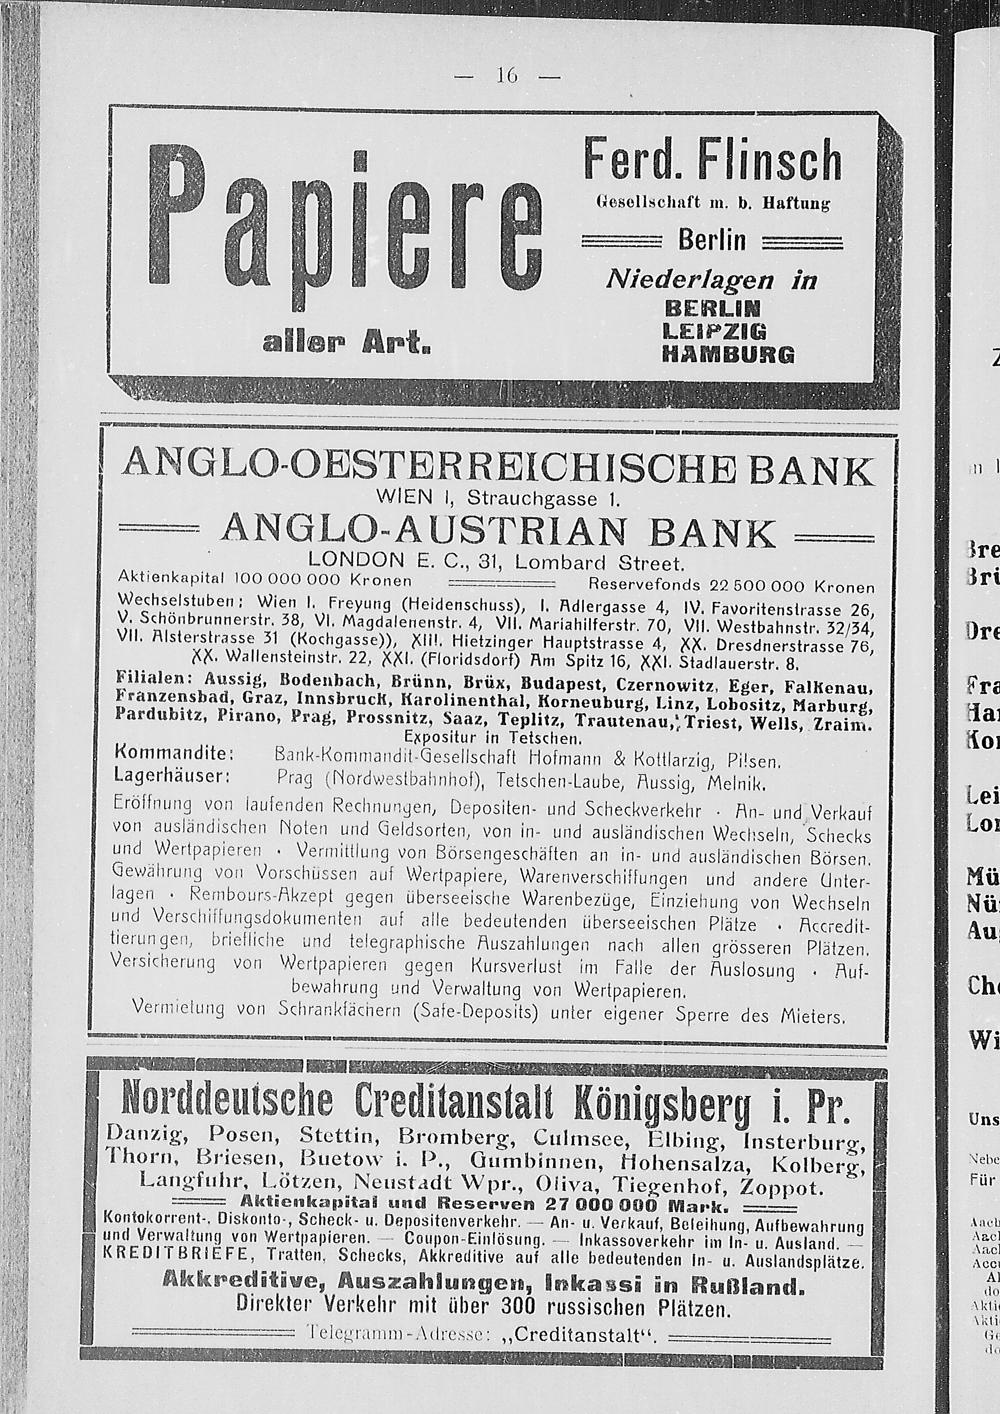 — 16 —
Papiere
aller Art.
Ferd. Flinsch
Gesellschaft m. b. Haftung
Berlin
Niederlagen in
BERLIN
LEIPZIG
HAMBURG
ANGLO-OESTERREICHISCHE BANK
WIEN I, Strauchgasse 1.
ANGLO-AUSTRIAN BANK
LONDON E. C., 31, Lombard Street.
Aktienkapital 100 000 000 Kronen Reservefonds 22 500 000 Kronen
Wechselstuben: Wien I. Freyung (Heidenschuss), I. Adlergasse 4, IV. Favoritenstrasse 26,
V. Schönbrunnerstr. 38, VI. Magdalenenstr. 4, VII. Mariahilferstr. 70, VII. Westbahnstr. 32/34,
VII. Alsterstrasse 31 (Kochgasse)), XIII. Hietzinger Hauptstrasse 4, XX. Dresdnerstrasse 76,
XX. Wallensteinstr. 22, XXI. (Floridsdorf) Am Spitz 16, XXI. Stadlauerstr. 8.
Filialen: Aussig, Bodenbach, Brünn, Brüx, Budapest, Czernowitz, Eger, Falkenau,
Franzensbad, Graz, Innsbruck, Karolinenthal, Korneuburg, Linz, Lobositz, Marburg,
Pardubitz, Pirano, Prag, Prossnitz, Saaz, Teplitz, Trautenau, Triest, Wells, Zraim.
Expositur in Tetschen.
Kommandite: Bank-Kommandit-Gesellschaft Hofmann & Kottlarzig, Pilsen.
Lagerhäuser: Prag (Nordwestbahnhof), Tetschen-Laube, Aussig, Melnik.
Eröffnung von laufenden Rechnungen, Depositen- und Scheckverkehr · An- und Verkauf
von ausländischen Noten und Geldsorten, von in- und ausländischen Wechseln, Schecks
und Wertpapieren · Vermittlung von Börsengeschäften an in- und ausländischen Börsen.
Gewährung von Vorschüssen auf Wertpapiere, Warenverschiffungen und andere Unter-
lagen · Rembours-Akzept gegen überseeische Warenbezüge, Einziehung von Wechseln
und Verschiffungsdokumenten auf alle bedeutenden überseeischen Plätze · Accredit-
tierungen, briefliche und telegraphische Auszahlungen nach allen grösseren Plätzen.
Versicherung von Wertpapieren gegen Kursverlust im Falle der Auslosung · Auf-
bewahrung und Verwaltung von Wertpapieren.
Vermietung von Schrankfächern (Safe-Deposits) unter eigener Sperre des Mieters.
Norddeutsche Creditanstalt Königsberg i. Pr.
Danzig, Posen, Stettin, Bromberg, Culmsee, Elbing, Insterburg,
Thorn, Briesen, Buetow i. P., Gumbinnen, Hohensalza, Kolberg,
Langfuhr, Lötzen, Neustadt Wpr., Oliva, Tiegenhof, Zoppot.
Aktienkapital und Reserven 27 000 000 Mark.
Kontokorrent-, Diskonto-, Scheck- u. Depositenverkehr. — An- u. Verkauf, Beleihung, Aufbewahrung
und Verwaltung von Wertpapieren. — Coupon-Einlösung. — Inkassoverkehr im In- u. Ausland. —
KREDITBRIEFE, Tratten, Schecks, Akkreditive auf alle bedeutenden In- u. Auslandsplätze.
Akkreditive, Auszahlungen, Inkassi in Rußland.
Direkter Verkehr mit über 300 russischen Plätzen.
Telegramm-Adresse: „Creditanstalt“.